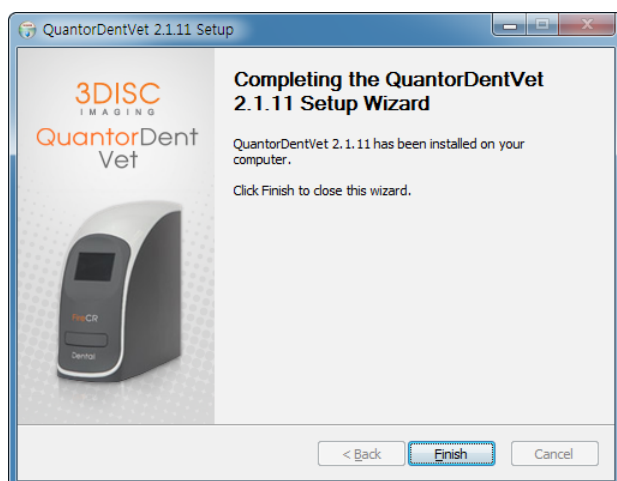 QuantorDentVet 2.1.11 Setup
3DISC
IMAGING
QuantorDent
Vet
FireCR
Dental
Completing the QuantorDentVet
2.1.11 Setup Wizard
QuantorDentVet 2.1.11 has been installed on your
computer.
Click Finish to close this wizard.
< Back
Finish
Cancel